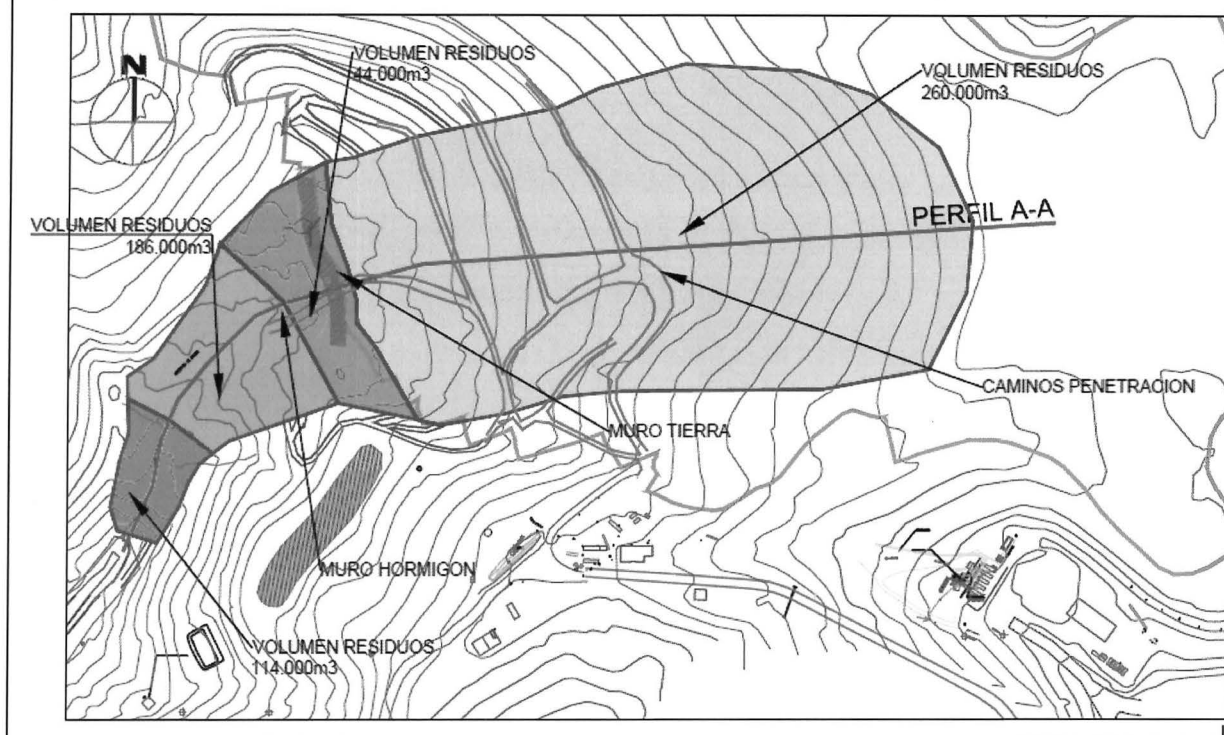 N
VOLUMEN RESIDUOS
44.000m3
VOLUMEN RESIDUOS
260.000m3
VOLUMEN RESIDUOS
186.000m3
PERFIL A-A
CAMINOS PENETRACION
MURO TIERRA
MURO HORMIGON
VOLUMEN RESIDUOS
114.000m3